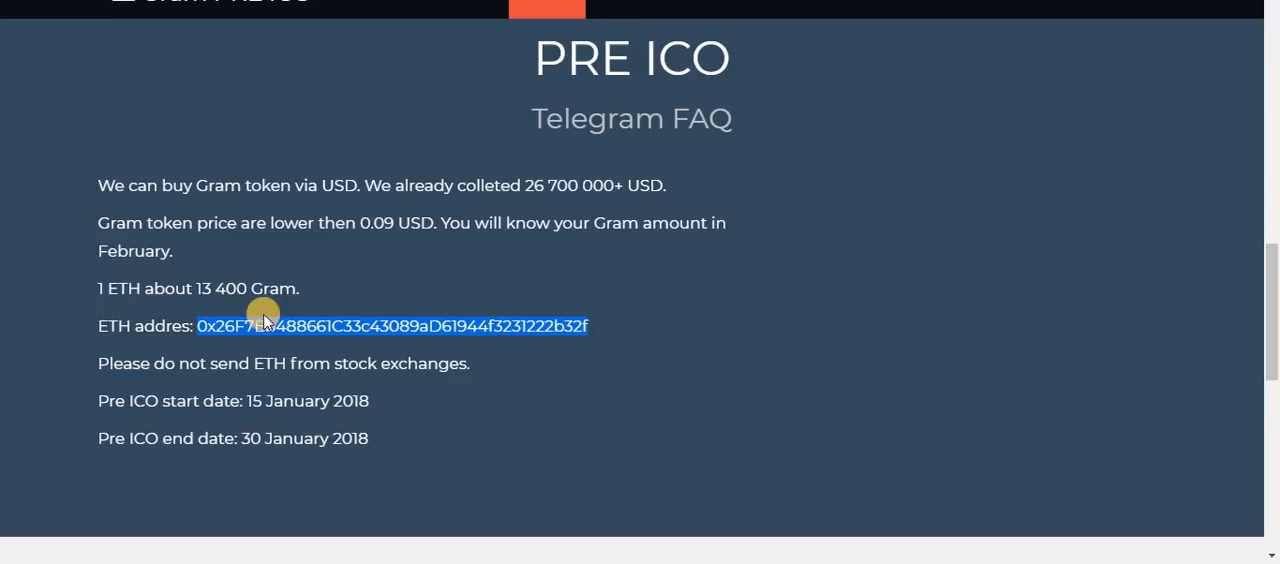 PRE ICO
Telegram FAQ
We can buy Gram token via USD. We already colleted 26 700 000+ USD.
Gram token price are lower then 0.09 USD. You will know your Gram amount in
February.
1 ETH about 13 400 Gram.
ETH addres:
Please do not send ETH from stock exchanges.
Pre ICO start date: 15 January 2018
Pre ICO end date: 30 January 2018